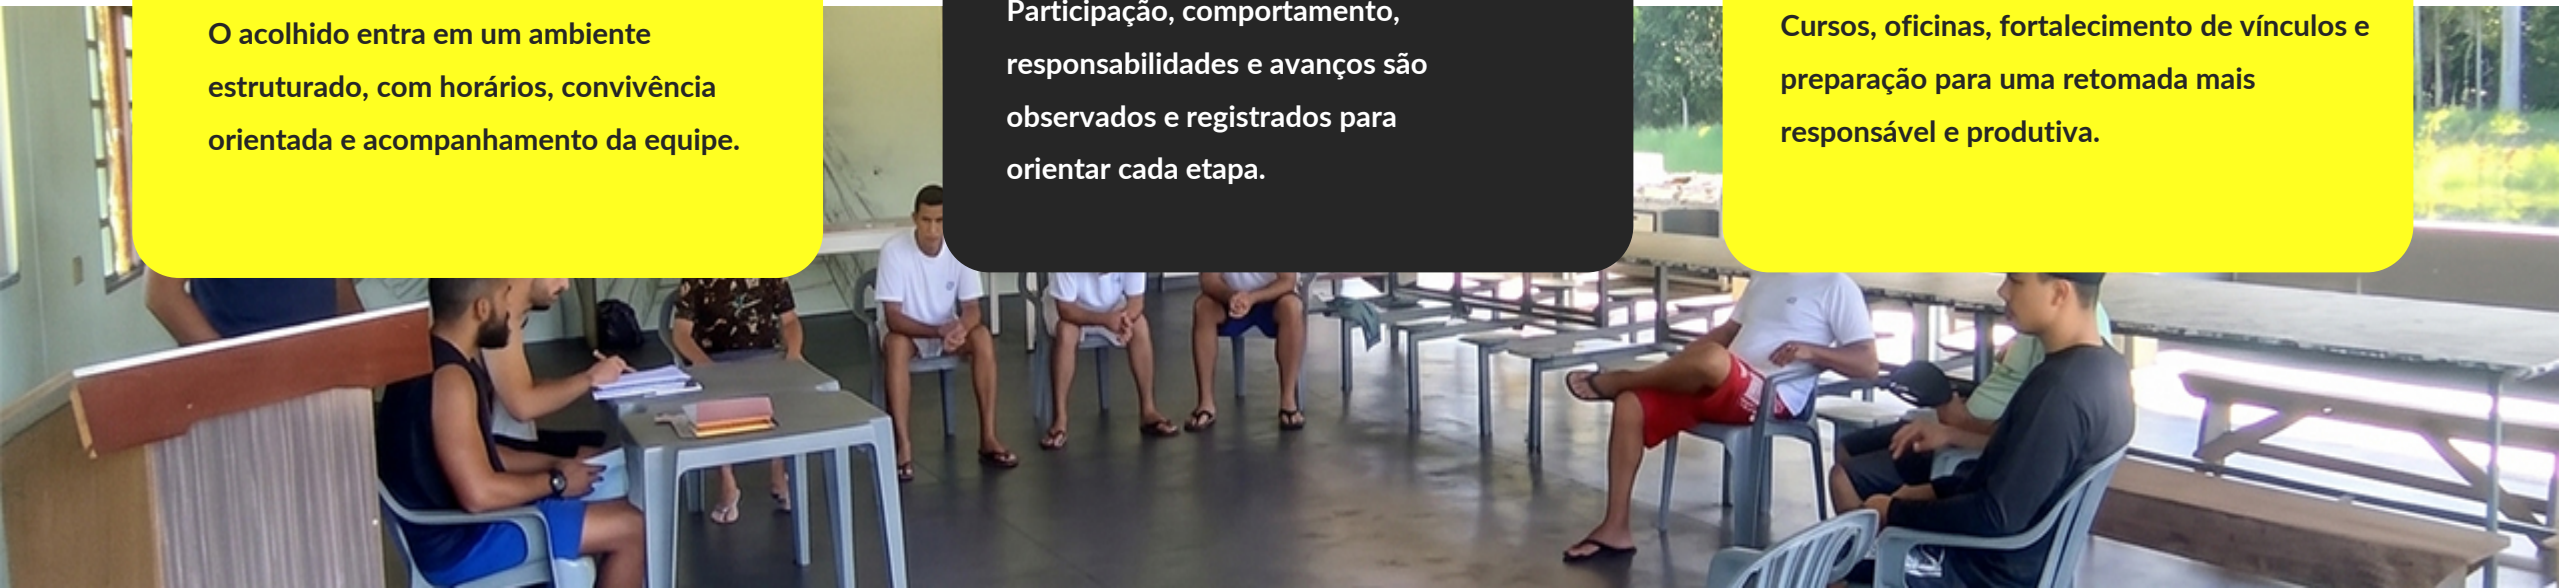 O acolhido entra em um ambiente
estruturado, com horários, convivência
orientada e acompanhamento da equipe.
Participação, comportamento,
responsabilidades e avanços são
observados e registrados para
orientar cada etapa.
Cursos, oficinas, fortalecimento de vínculos e
preparação para uma retomada mais
responsável e produtiva.